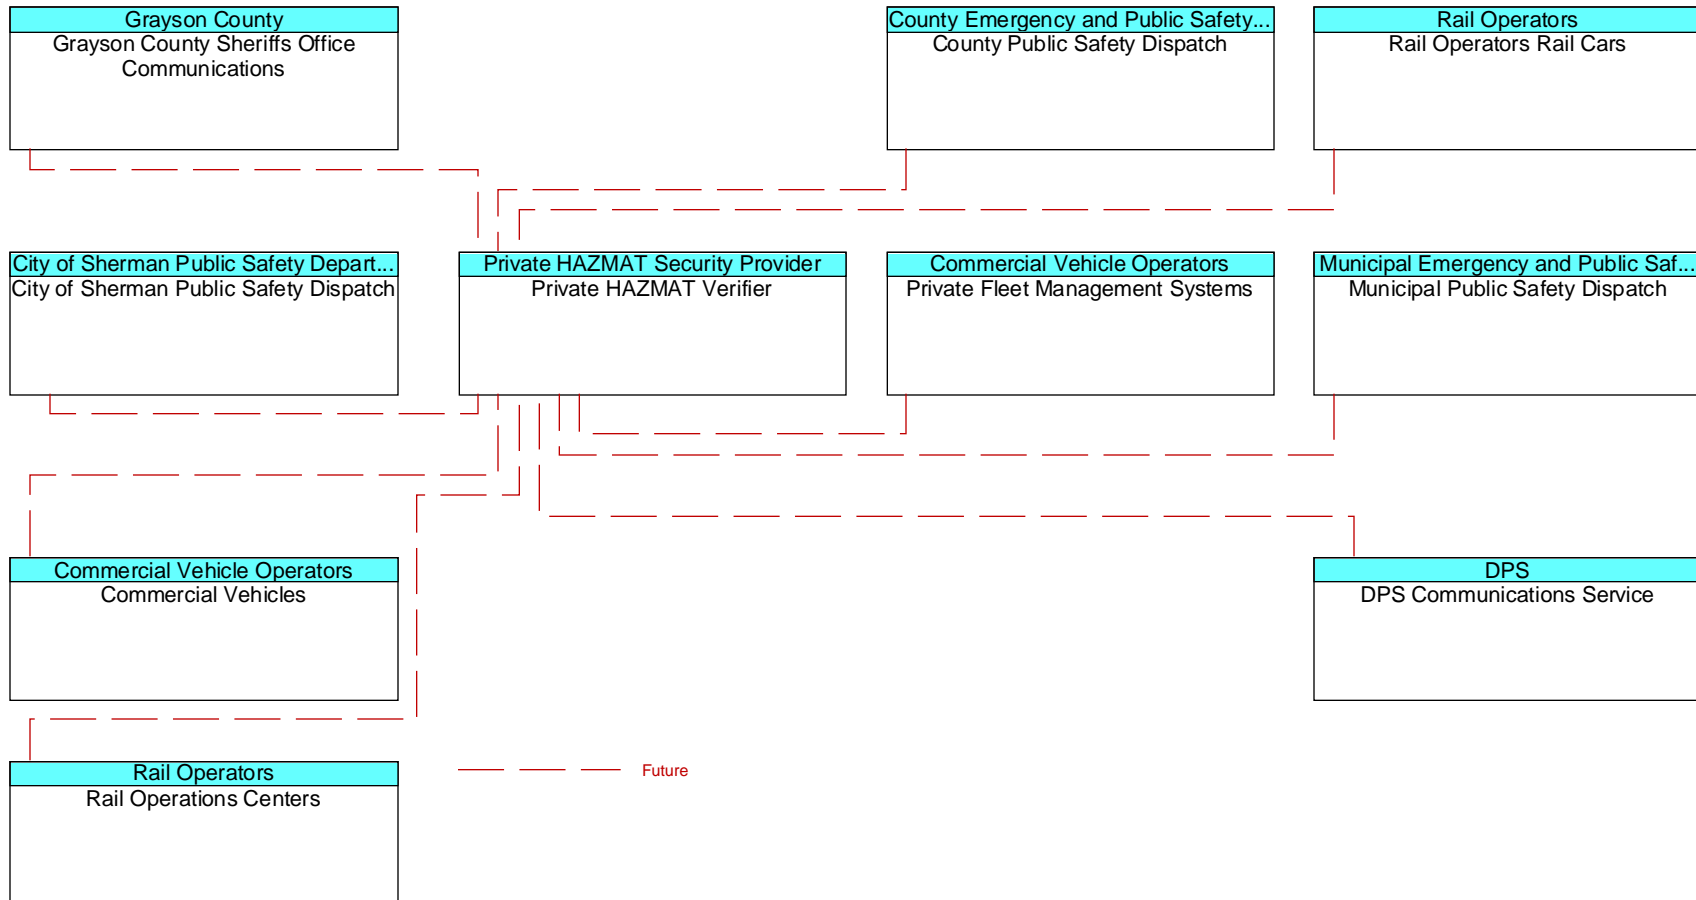 Grayson County
Grayson County Sheriffs Office
Communications
County Emergency and Public Safety...
County Public Safety Dispatch
Rail Operators
Rail Operators Rail Cars
City of Sherman Public Safety Depart...
City of Sherman Public Safety Dispatch
Private HAZMAT Security Provider
Private HAZMAT Verifier
Commercial Vehicle Operators
Private Fleet Management Systems
Municipal Emergency and Public Saf...
Municipal Public Safety Dispatch
Commercial Vehicle Operators
Commercial Vehicles
DPS
DPS Communications Service
Rail Operators
Rail Operations Centers
Future